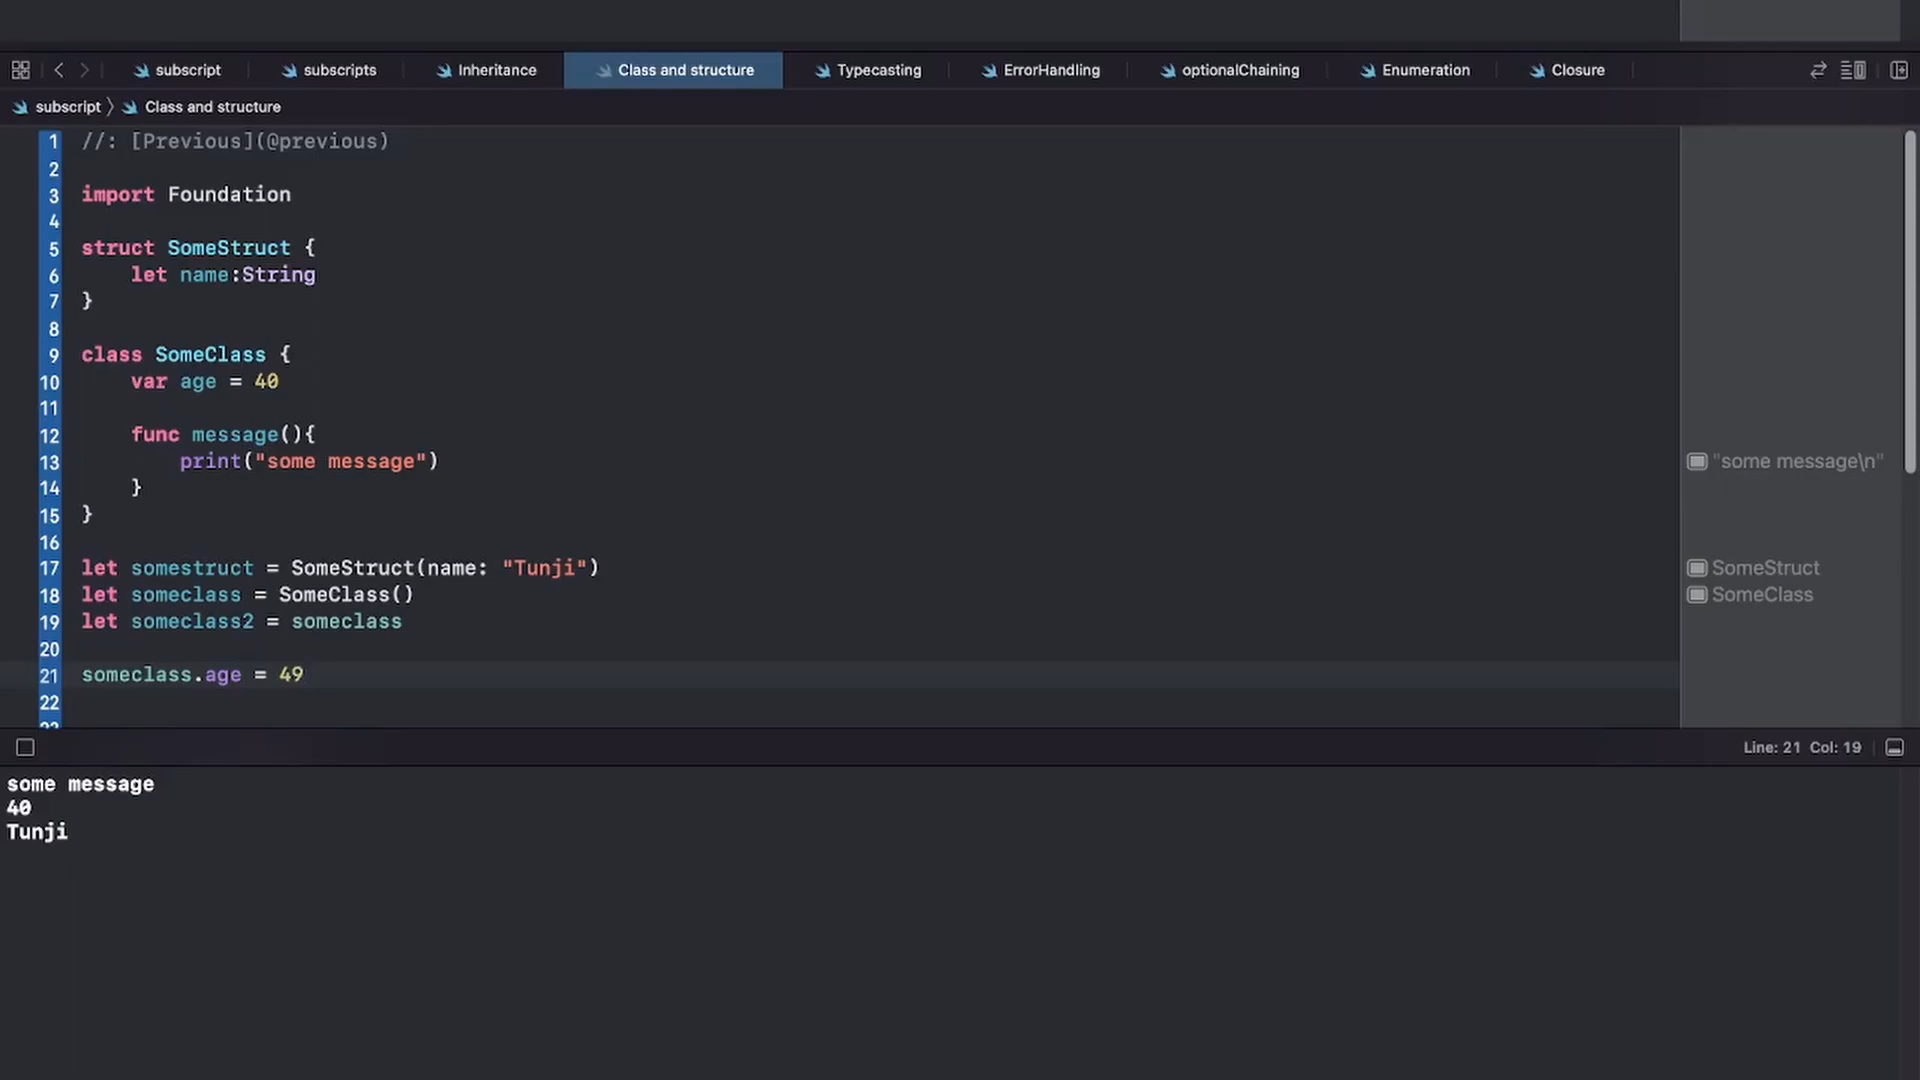 subscript subscripts Inheritance Class and structure Typecasting ErrorHandling optionalChaining Enumeration Closure
subscript 〉 Class and structure
1 //: [Previous](@previous)
2
3 import Foundation
4
5 struct SomeStruct {
6     let name:String
7 }
8
9 class SomeClass {
10     var age = 40
11
12     func message(){
13         print("some message") "some message\n"
14     }
15 }
16
17 let somestruct = SomeStruct(name: "Tunji") SomeStruct
18 let someclass = SomeClass() SomeClass
19 let someclass2 = someclass
20
21 someclass.age = 49
22
Line: 21 Col: 19
some message
40
Tunji